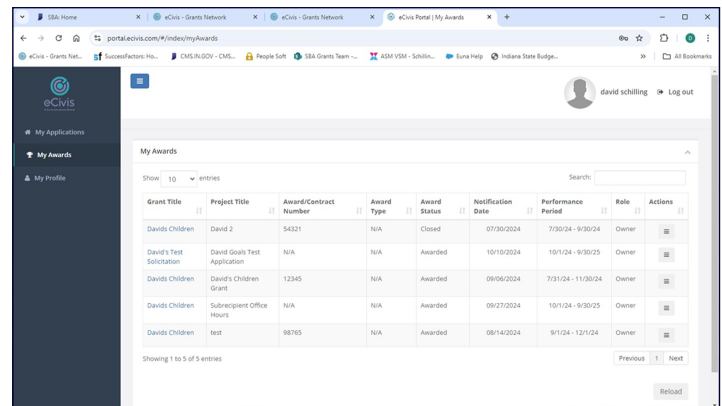 SBA: Home
eCivis - Grants Network
eCivis - Grants Network
eCivis Portal | My Awards
portal.ecivis.com/#/index/myAwards
eCivis - Grants Net...
SuccessFactors: Ho...
CMS.IN.GOV - CMS...
People Soft
SBA Grants Team -...
ASM VSM - Schillin...
Euna Help
Indiana State Budge...
All Bookmarks
eCivis
david schilling
Log out
My Applications
My Awards
My Profile
My Awards
Show 10 entries
Search:
Grant Title Project Title Award/Contract Number Award Type Award Status Notification Date Performance Period Role Actions
Davids Children David 2 54321 N/A Closed 07/30/2024 7/30/24 - 9/30/24 Owner
David's Test Solicitation David Goals Test Application N/A N/A Awarded 10/10/2024 10/1/24 - 9/30/25 Owner
Davids Children David's Children Grant 12345 N/A Awarded 09/06/2024 7/31/24 - 11/30/24 Owner
Davids Children Subrecipient Office Hours N/A N/A Awarded 09/27/2024 10/1/24 - 9/30/25 Owner
Davids Children test 98765 N/A Awarded 08/14/2024 9/1/24 - 12/1/24 Owner
Showing 1 to 5 of 5 entries
Previous 1 Next
Reload